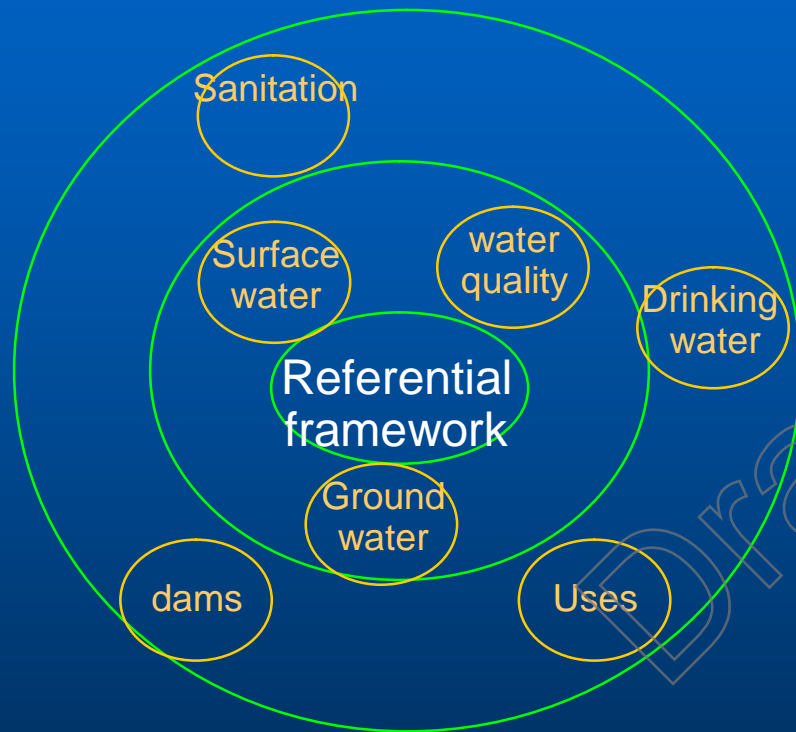 Sanitation
Surface
water
water
quality
Drinking
water
Referential
framework
Ground
water
dams
Uses